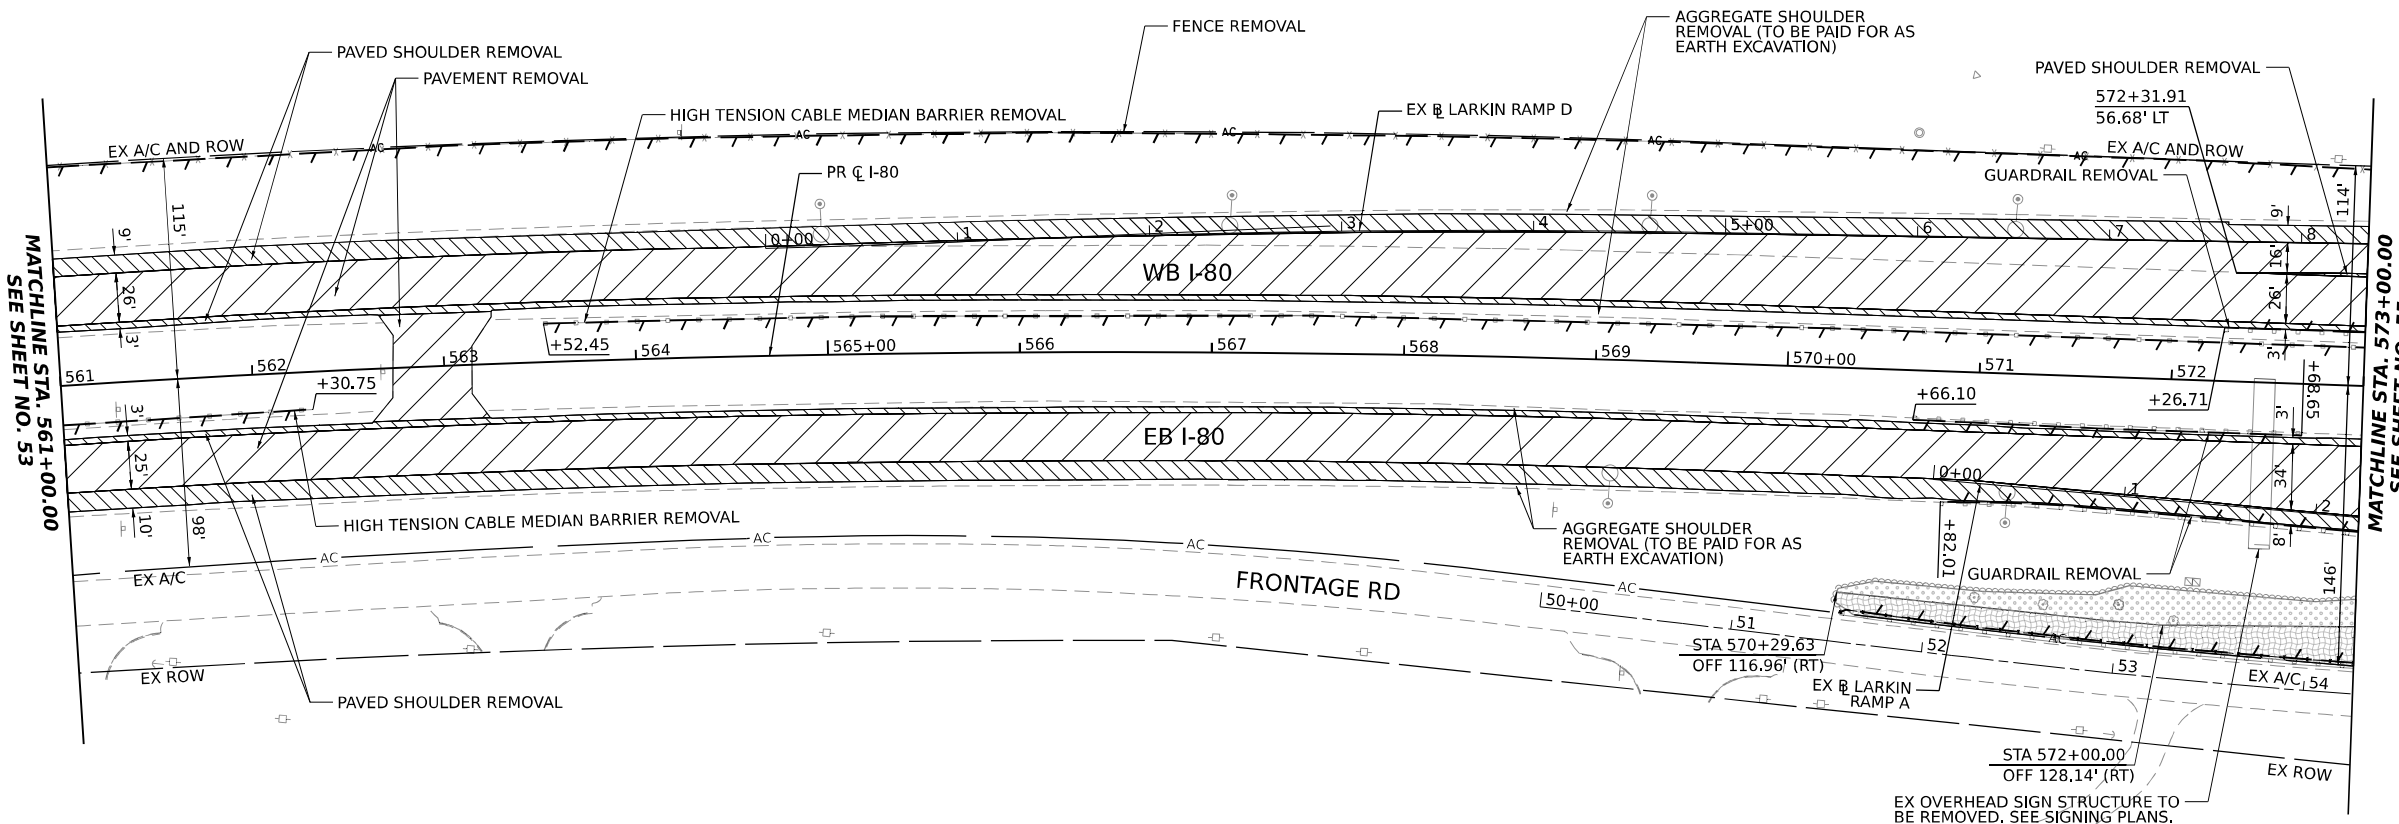 FENCE REMOVAL
AGGREGATE SHOULDER
REMOVAL (TO BE PAID FOR AS
EARTH EXCAVATION)
PAVED SHOULDER REMOVAL
PAVEMENT REMOVAL
PAVED SHOULDER REMOVAL
572+31.91
56.68' LT
HIGH TENSION CABLE MEDIAN BARRIER REMOVAL
EX B LARKIN RAMP D
EX A/C AND ROW
AC
AC
AC
AC
AC
EX A/C AND ROW
PR CL I-80
GUARDRAIL REMOVAL
115'
114'
9'
9'
0+00
1
2
3
4
5+00
6
7
8
MATCHLINE STA. 561+00.00
SEE SHEET NO. 53
WB I-80
26'
16'
26'
3'
3'
MATCHLINE STA. 573+00.00
+52.45
561
562
563
564
565+00
566
567
568
569
570+00
571
572
+30.75
+66.10
+26.71
+68.65
3'
3'
EB I-80
25'
34'
10'
98'
0+00
1
2
8'
146'
HIGH TENSION CABLE MEDIAN BARRIER REMOVAL
AGGREGATE SHOULDER
REMOVAL (TO BE PAID FOR AS
EARTH EXCAVATION)
+82.01
GUARDRAIL REMOVAL
AC
AC
AC
AC
AC
EX A/C
FRONTAGE RD
50+00
51
52
53
54
STA 570+29.63
OFF 116.96' (RT)
EX ROW
EX A/C
EX B LARKIN
RAMP A
PAVED SHOULDER REMOVAL
STA 572+00.00
OFF 128.14' (RT)
EX ROW
EX OVERHEAD SIGN STRUCTURE TO
BE REMOVED. SEE SIGNING PLANS.